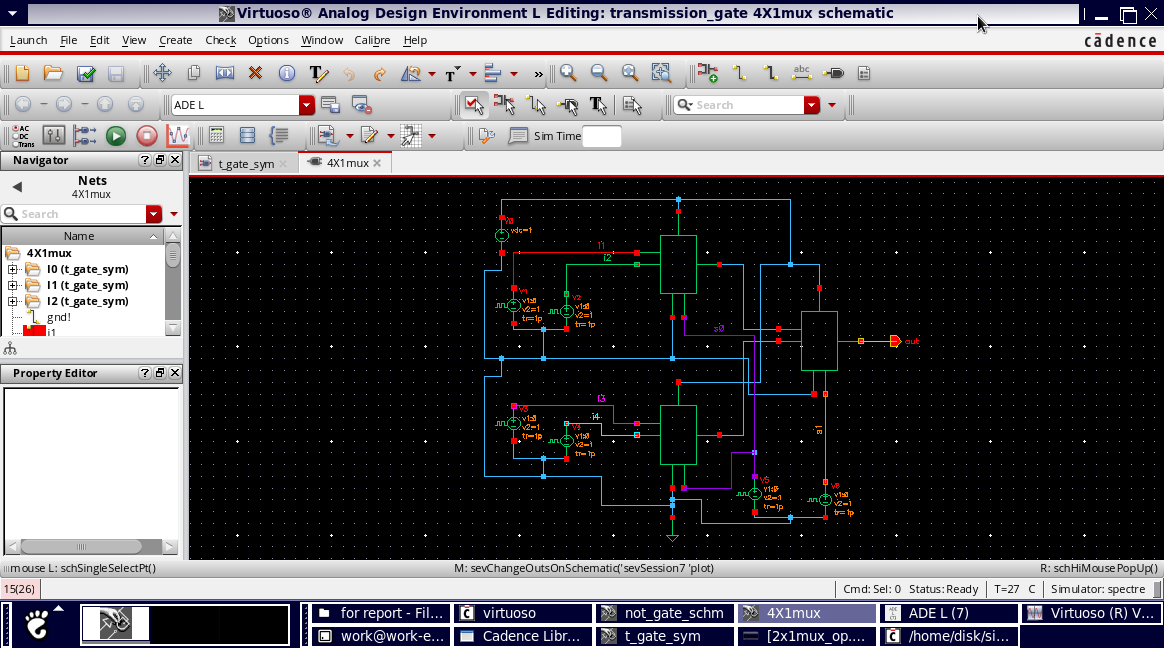 Virtuoso® Analog Design Environment L Editing: transmission_gate 4X1mux schematic
Launch File Edit View Create Check Options Window Calibre Help
cādence
T T » abc
ADE L
T Search
AC
DC
Trans
Sim Time
Navigator ?
t_gate_sym 4X1mux
Nets
4X1mux
Search
Name
4X1mux
I0 (t_gate_sym)
I1 (t_gate_sym)
I2 (t_gate_sym)
gnd!
i1
Property Editor ?
V0
vdc=1
i1
i2
V1
v1:0
v2=1
tr=1p
V2
v1:0
v2=1
tr=1p
s0
out
i3
i4
v1:0
v2=1
tr=1p
v1:0
v2=1
tr=1p
s1
V5
v1:0
v2=1
tr=1p
v1:0
v2=1
tr=1p
mouse L: schSingleSelectPt() M: sevChangeOutsOnSchematic('sevSession7 'plot) R: schHiMousePopUp()
15(26) Cmd: Sel: 0 Status: Ready T=27 C Simulator: spectre
for report - Fil... virtuoso not_gate_schm 4X1mux ADE L (7) Virtuoso (R) V...
work@work-e... Cadence Libr... t_gate_sym [2x1mux_op.... /home/disk/si...